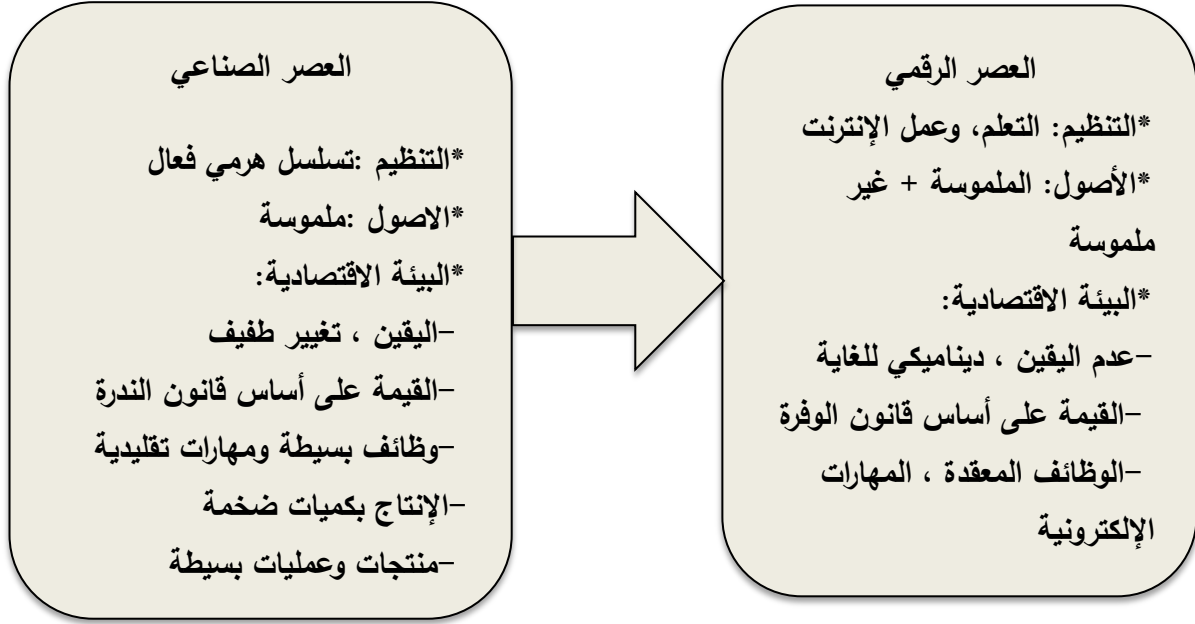 العصر الصناعي
*التنظيم :تسلسل هرمي فعال
*الاصول :ملموسة
*البيئة الاقتصادية:
-اليقين ، تغيير طفيف
-القيمة على أساس قانون الندرة
-وظائف بسيطة ومهارات تقليدية
-الإنتاج بكميات ضخمة
-منتجات وعمليات بسيطة
العصر الرقمي
*التنظيم: التعلم، وعمل الإنترنت
*الأصول: الملموسة + غير
ملموسة
*البيئة الاقتصادية:
-عدم اليقين ، ديناميكي للغاية
-القيمة على أساس قانون الوفرة
-الوظائف المعقدة ، المهارات
الإلكترونية